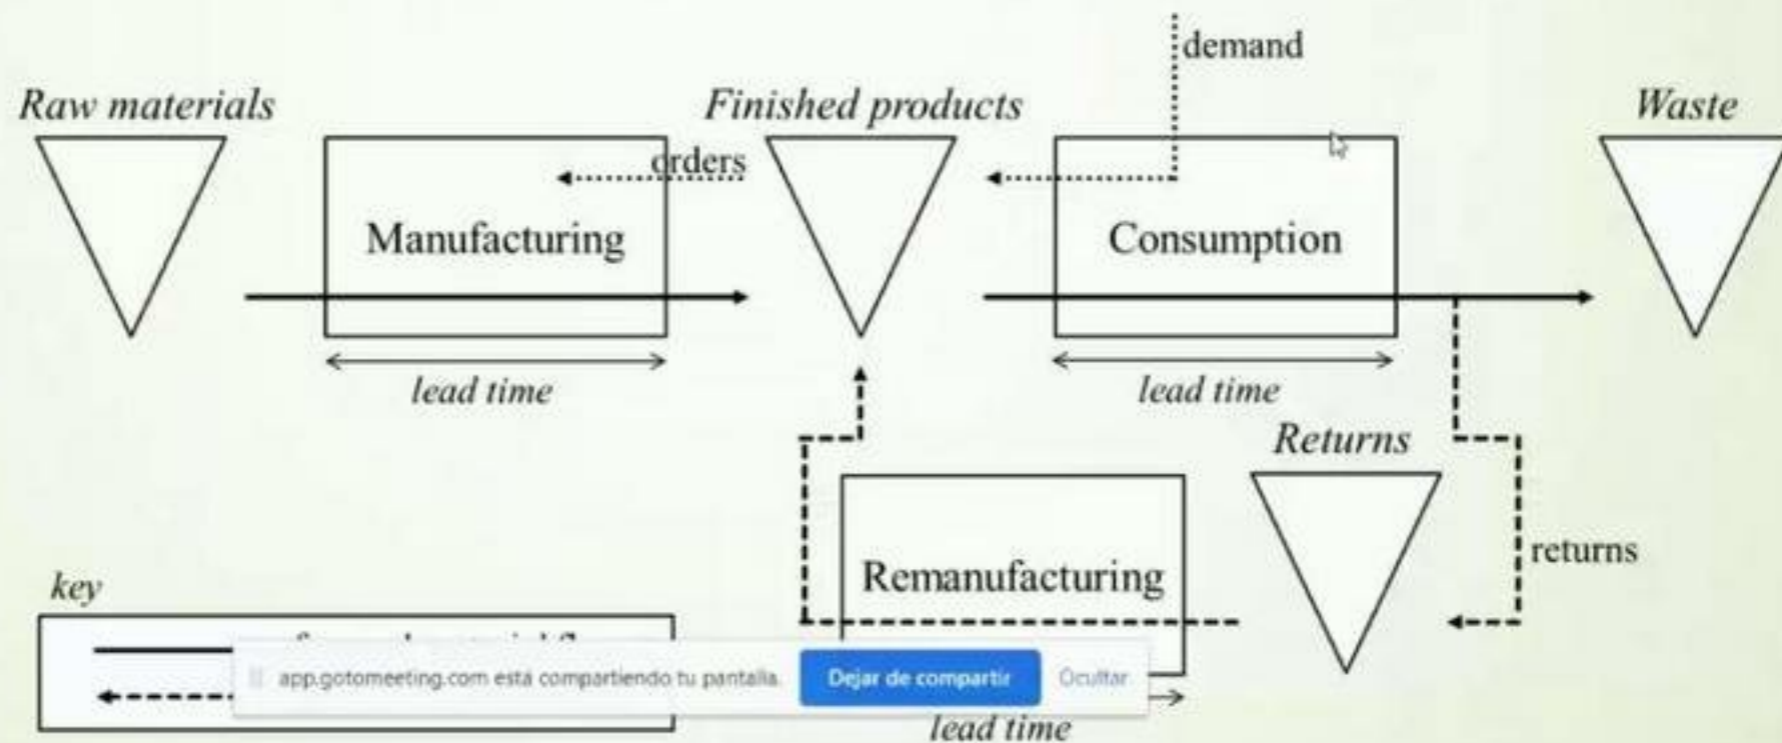 demand
Raw materials
Finished products
Waste
orders
Manufacturing
Consumption
lead time
lead time
Returns
returns
Remanufacturing
key
app.gotomeeting.com está compartiendo tu pantalla.
Dejar de compartir
Ocultar
lead time